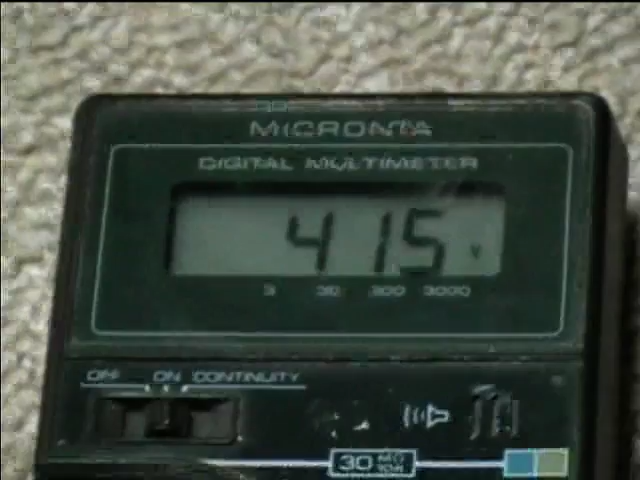 MICRONTA
DIGITAL MULTIMETER
415 V
3 30 300 3000
OFF ON CONTINUITY
30